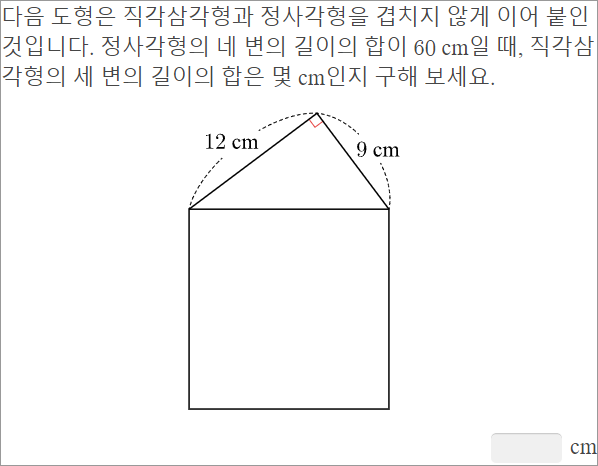 다음 도형은 직각삼각형과 정사각형을 겹치지 않게 이어 붙인
것입니다. 정사각형의 네 변의 길이의 합이 60 cm일 때, 직각삼
각형의 세 변의 길이의 합은 몇 cm인지 구해 보세요.
12 cm
9 cm
cm